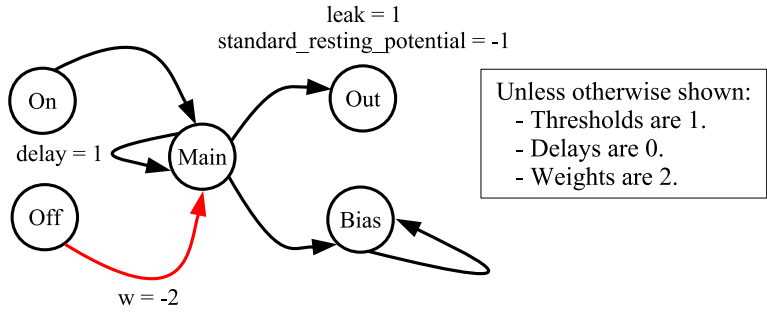 leak = 1
standard_resting_potential = -1
On
Out
delay = 1
Main
Off
Bias
w = -2
Unless otherwise shown:
- Thresholds are 1.
- Delays are 0.
- Weights are 2.